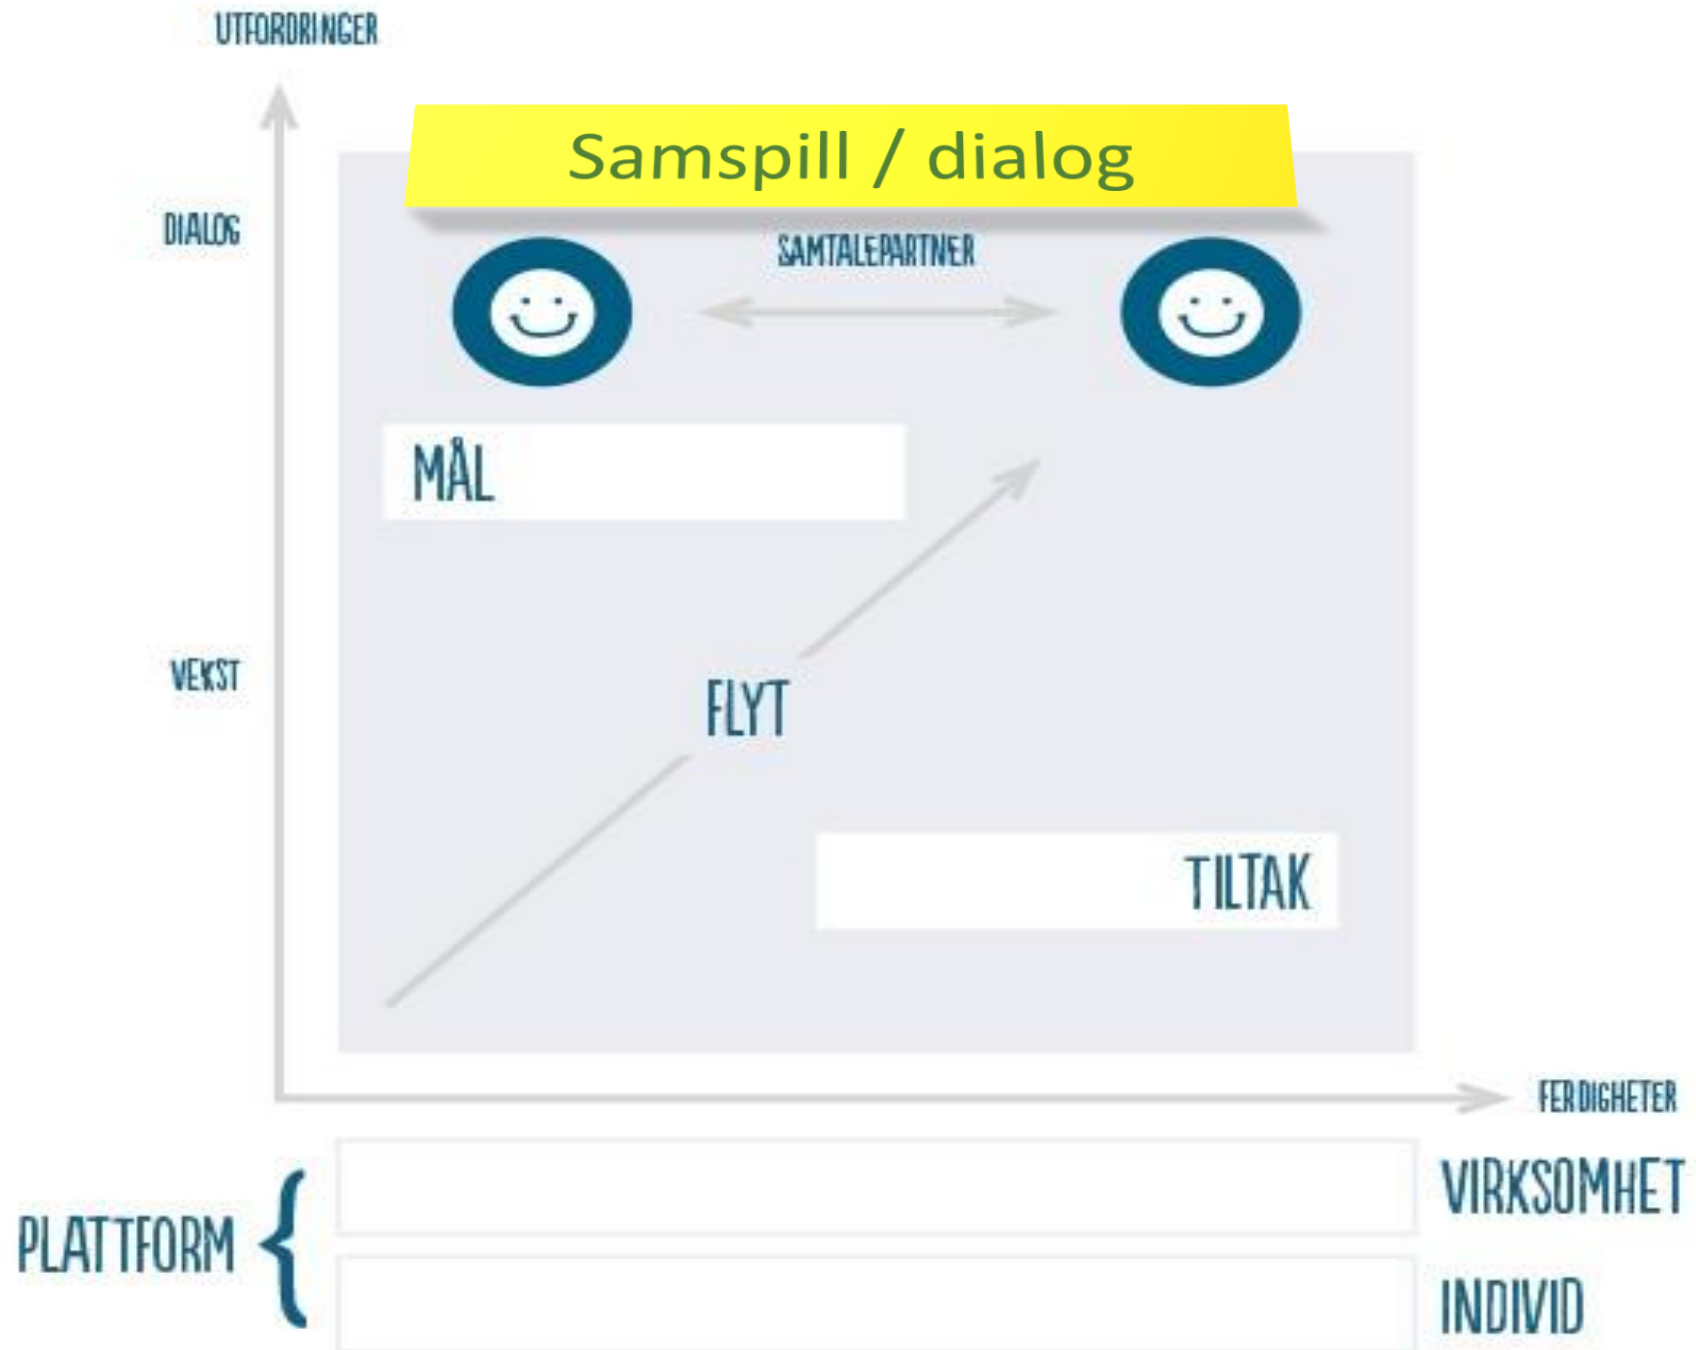 UTFORDRINGER
Samspill / dialog
DIALOG
SAMTALEPARTNER
MÅL
VEKST
FLYT
TILTAK
FERDIGHETER
VIRKSOMHET
PLATTFORM
INDIVID